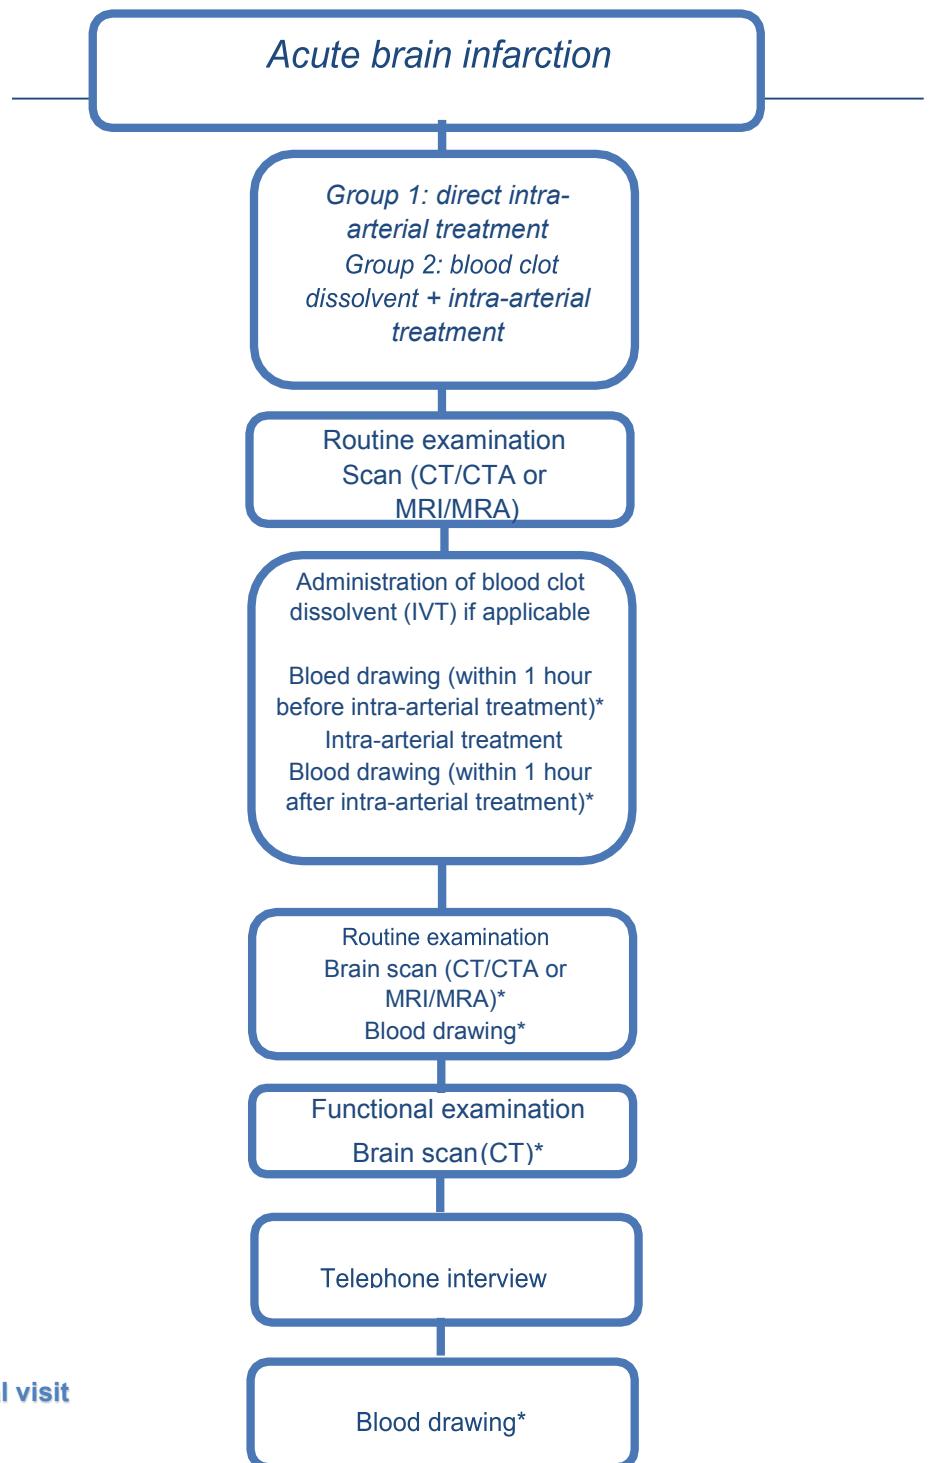 Acute brain infarction
Group 1: direct intra-
arterial treatment
Group 2: blood clot
dissolvent + intra-arterial
treatment
Routine examination
Scan (CT/CTA or
MRI/MRA)
Administration of blood clot
dissolvent (IVT) if applicable
Bloed drawing (within 1 hour
before intra-arterial treatment)*
Intra-arterial treatment
Blood drawing (within 1 hour
after intra-arterial treatment)*
Routine examination
Brain scan (CT/CTA or
MRI/MRA)*
Blood drawing*
Functional examination
Brain scan (CT)*
Telephone interview
l visit
Blood drawing*